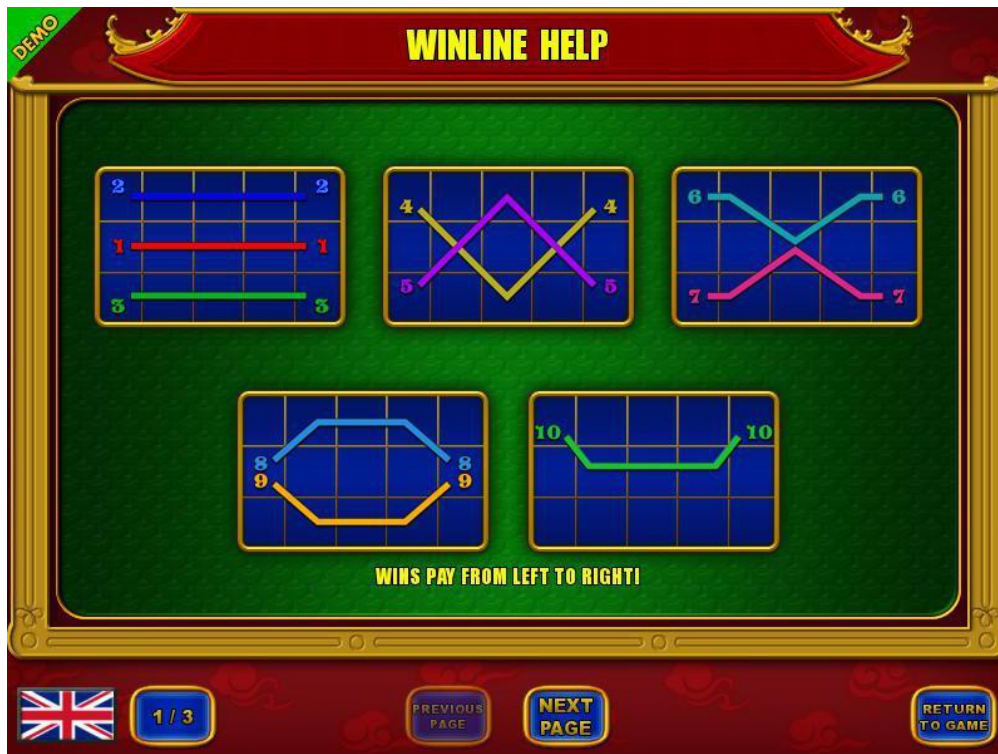 DEMO
WINLINE HELP
2 2
1 1
3 3
4 4
5 5
6 6
7 7
8 8
9 9
10 10
WINS PAY FROM LEFT TO RIGHT!
1 / 3
PREVIOUS
PAGE
NEXT
PAGE
RETURN
TO GAME